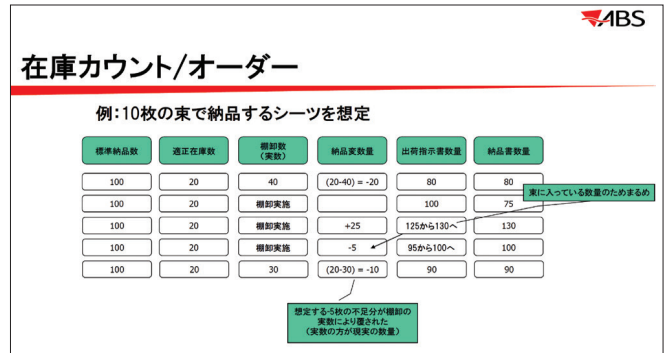 ABS
在庫カウント/オーダー
例:10枚の束で納品するシーツを想定
標準納品数 適正在庫数 棚卸数 納品変数量 出荷指示書数量 納品書数量
(実数)
100 20 40 (20-40) = -20 80 80
100 20 棚卸実施 100 75
束に入っている数量のためまるめ
100 20 棚卸実施 +25 125から130へ 130
100 20 棚卸実施 -5 95から100へ 100
100 20 30 (20-30) = -10 90 90
想定する-5枚の不足分が棚卸の
実数により覆された
(実数の方が現実の数量)